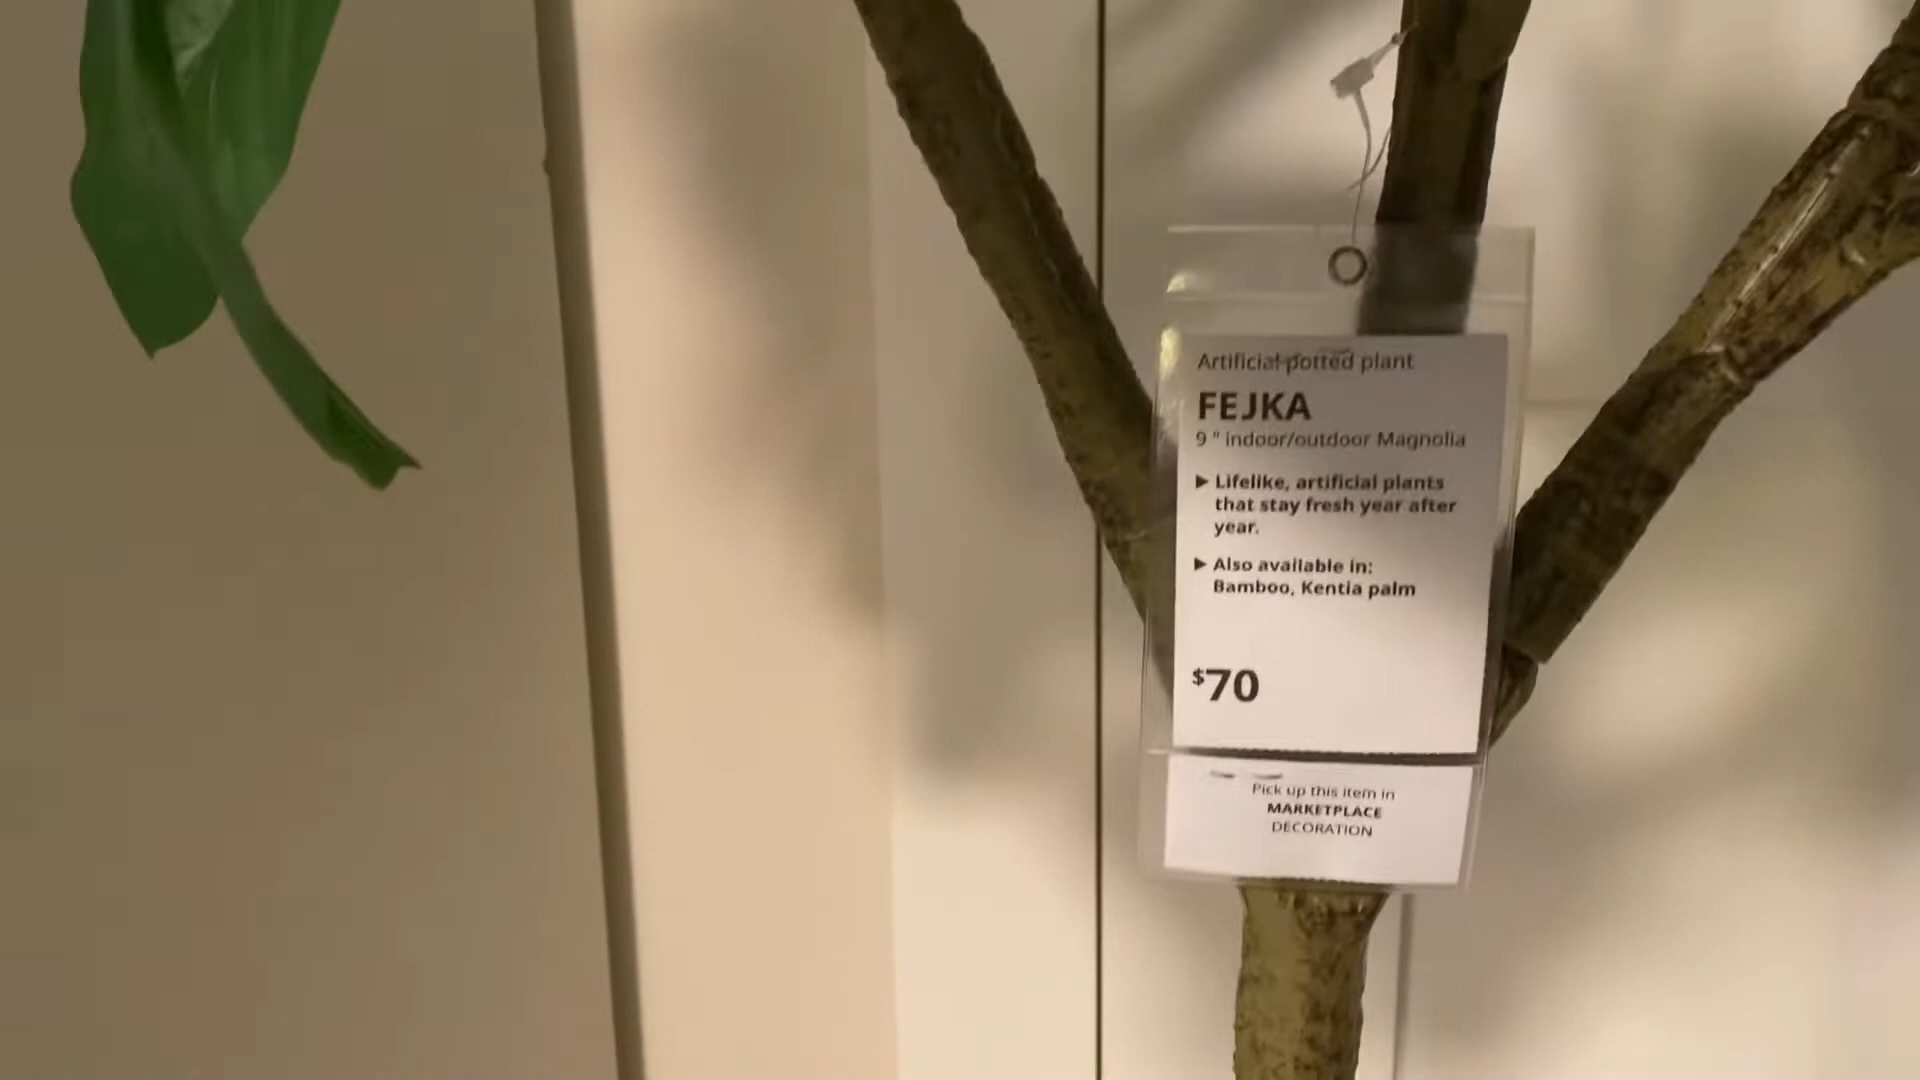 Artificial potted plant
FEJKA
9 " indoor/outdoor Magnolia
▶ Lifelike, artificial plants
that stay fresh year after
year.
▶ Also available in:
Bamboo, Kentia palm
$70
Pick up this item in
MARKETPLACE
DECORATION